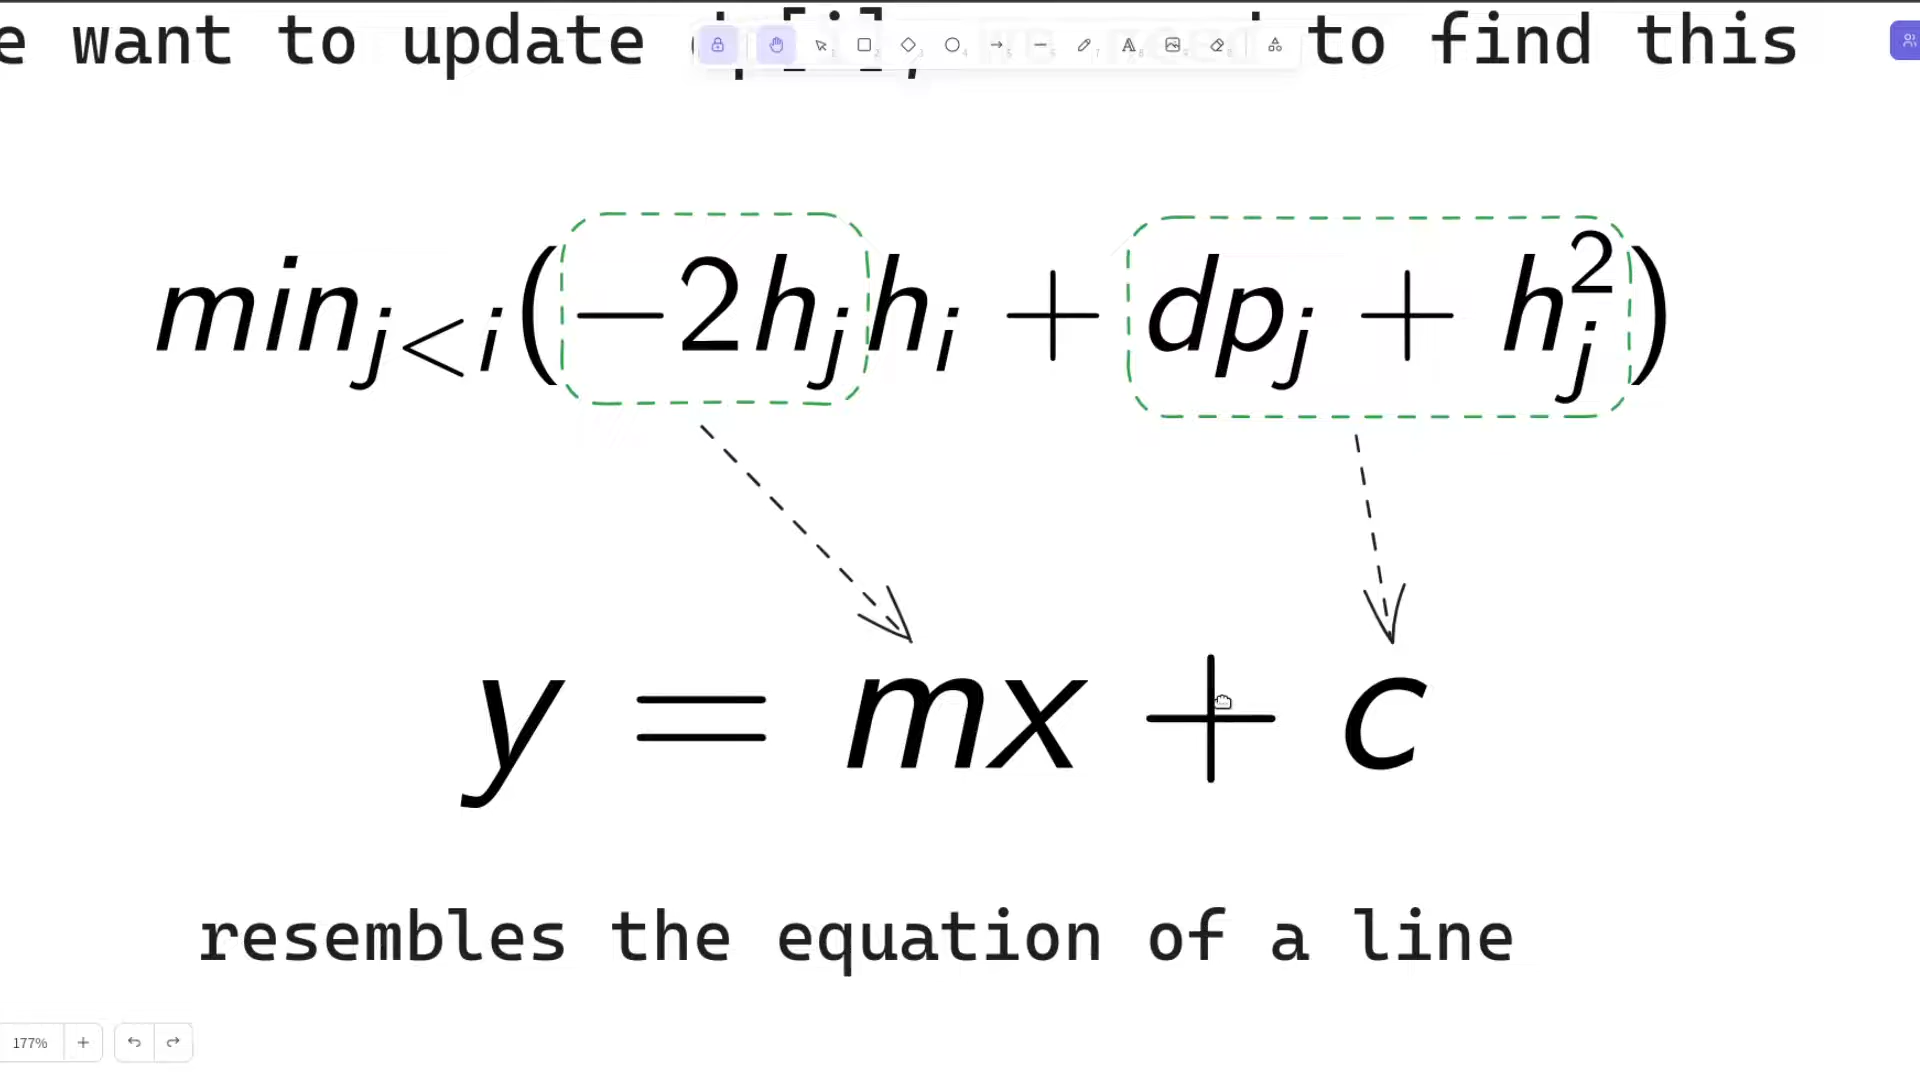 e want to update to find this
min_{j<i}(−2h_j h_i + dp_j + h_j^2)
y = mx + c
resembles the equation of a line
177%